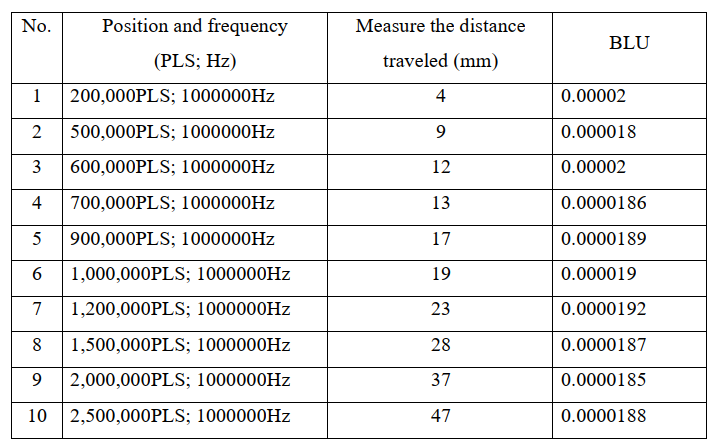 No. Position and frequency (PLS; Hz) Measure the distance traveled (mm) BLU
1 200,000PLS; 1000000Hz 4 0.00002
2 500,000PLS; 1000000Hz 9 0.000018
3 600,000PLS; 1000000Hz 12 0.00002
4 700,000PLS; 1000000Hz 13 0.0000186
5 900,000PLS; 1000000Hz 17 0.0000189
6 1,000,000PLS; 1000000Hz 19 0.000019
7 1,200,000PLS; 1000000Hz 23 0.0000192
8 1,500,000PLS; 1000000Hz 28 0.0000187
9 2,000,000PLS; 1000000Hz 37 0.0000185
10 2,500,000PLS; 1000000Hz 47 0.0000188